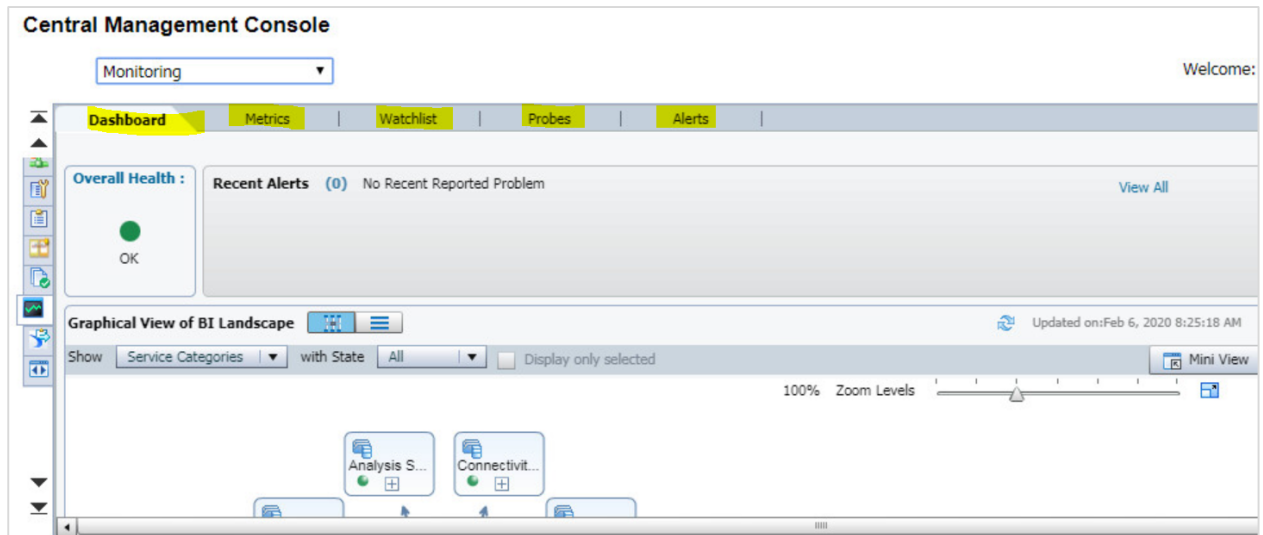 Central Management Console
Monitoring
Welcome:
Dashboard Metrics | Watchlist | Probes | Alerts |
Overall Health :
Recent Alerts (0) No Recent Reported Problem
View All
OK
Graphical View of BI Landscape
Updated on:Feb 6, 2020 8:25:18 AM
Show Service Categories with State All Display only selected
Mini View
100% Zoom Levels
Analysis S...
Connectivit...